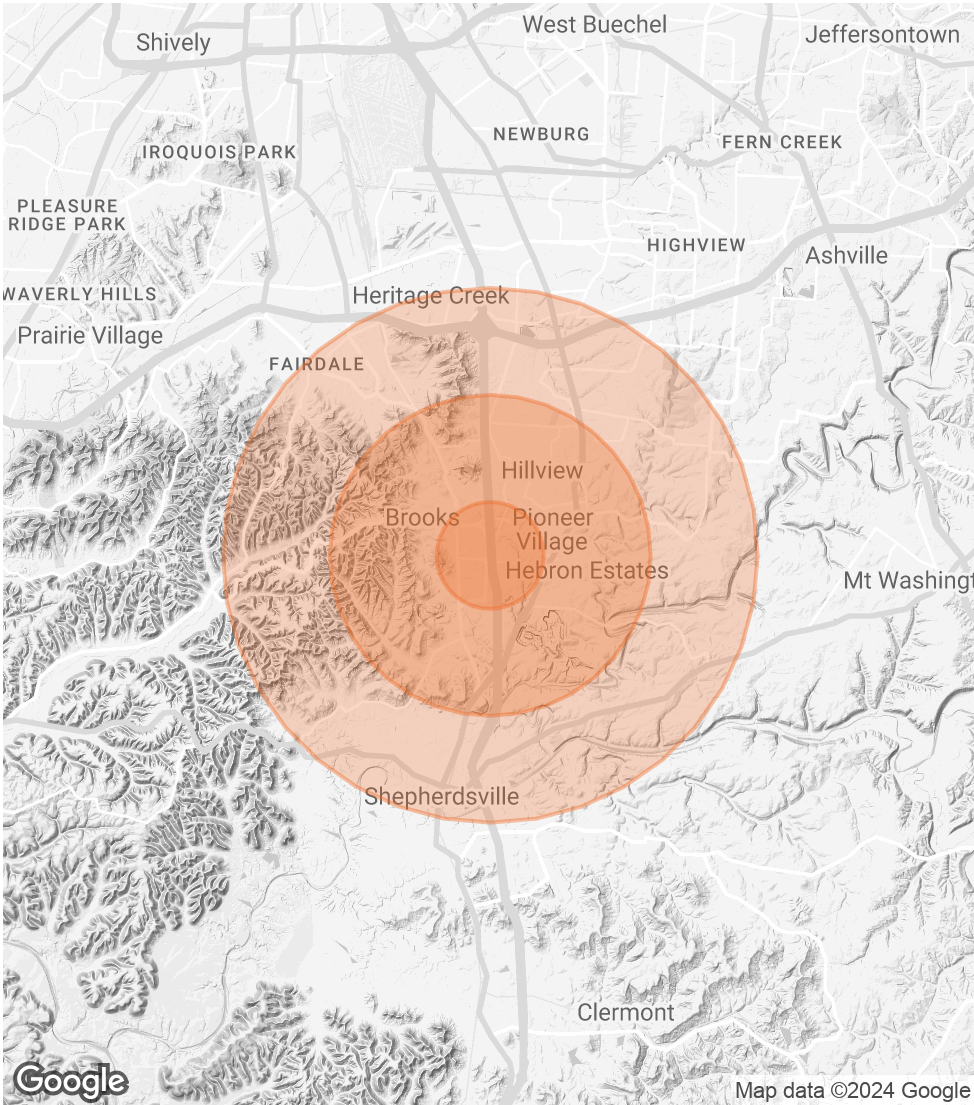 West Buechel
Jeffersontown
Shively
NEWBURG
FERN CREEK
IROQUOIS PARK
PLEASURE
RIDGE PARK
HIGHVIEW
Ashville
WAVERLY HILLS
Heritage Creek
Prairie Village
FAIRDALE
Hillview
Brooks
Pioneer
Village
Hebron Estates
Mt Washingt
Shepherdsville
Clermont
Google
Map data ©2024 Google